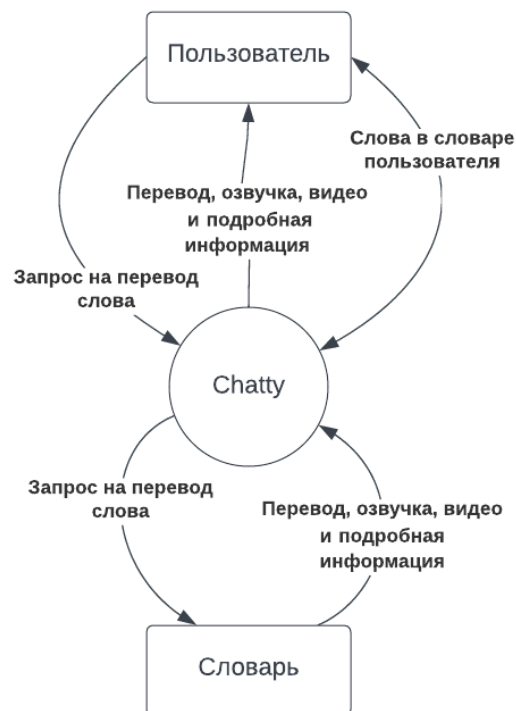 Пользователь
Слова в словаре
пользователя
Перевод, озвучка, видео
и подробная
информация
Запрос на перевод
слова
Chatty
Запрос на перевод
слова
Перевод, озвучка, видео
и подробная
информация
Словарь